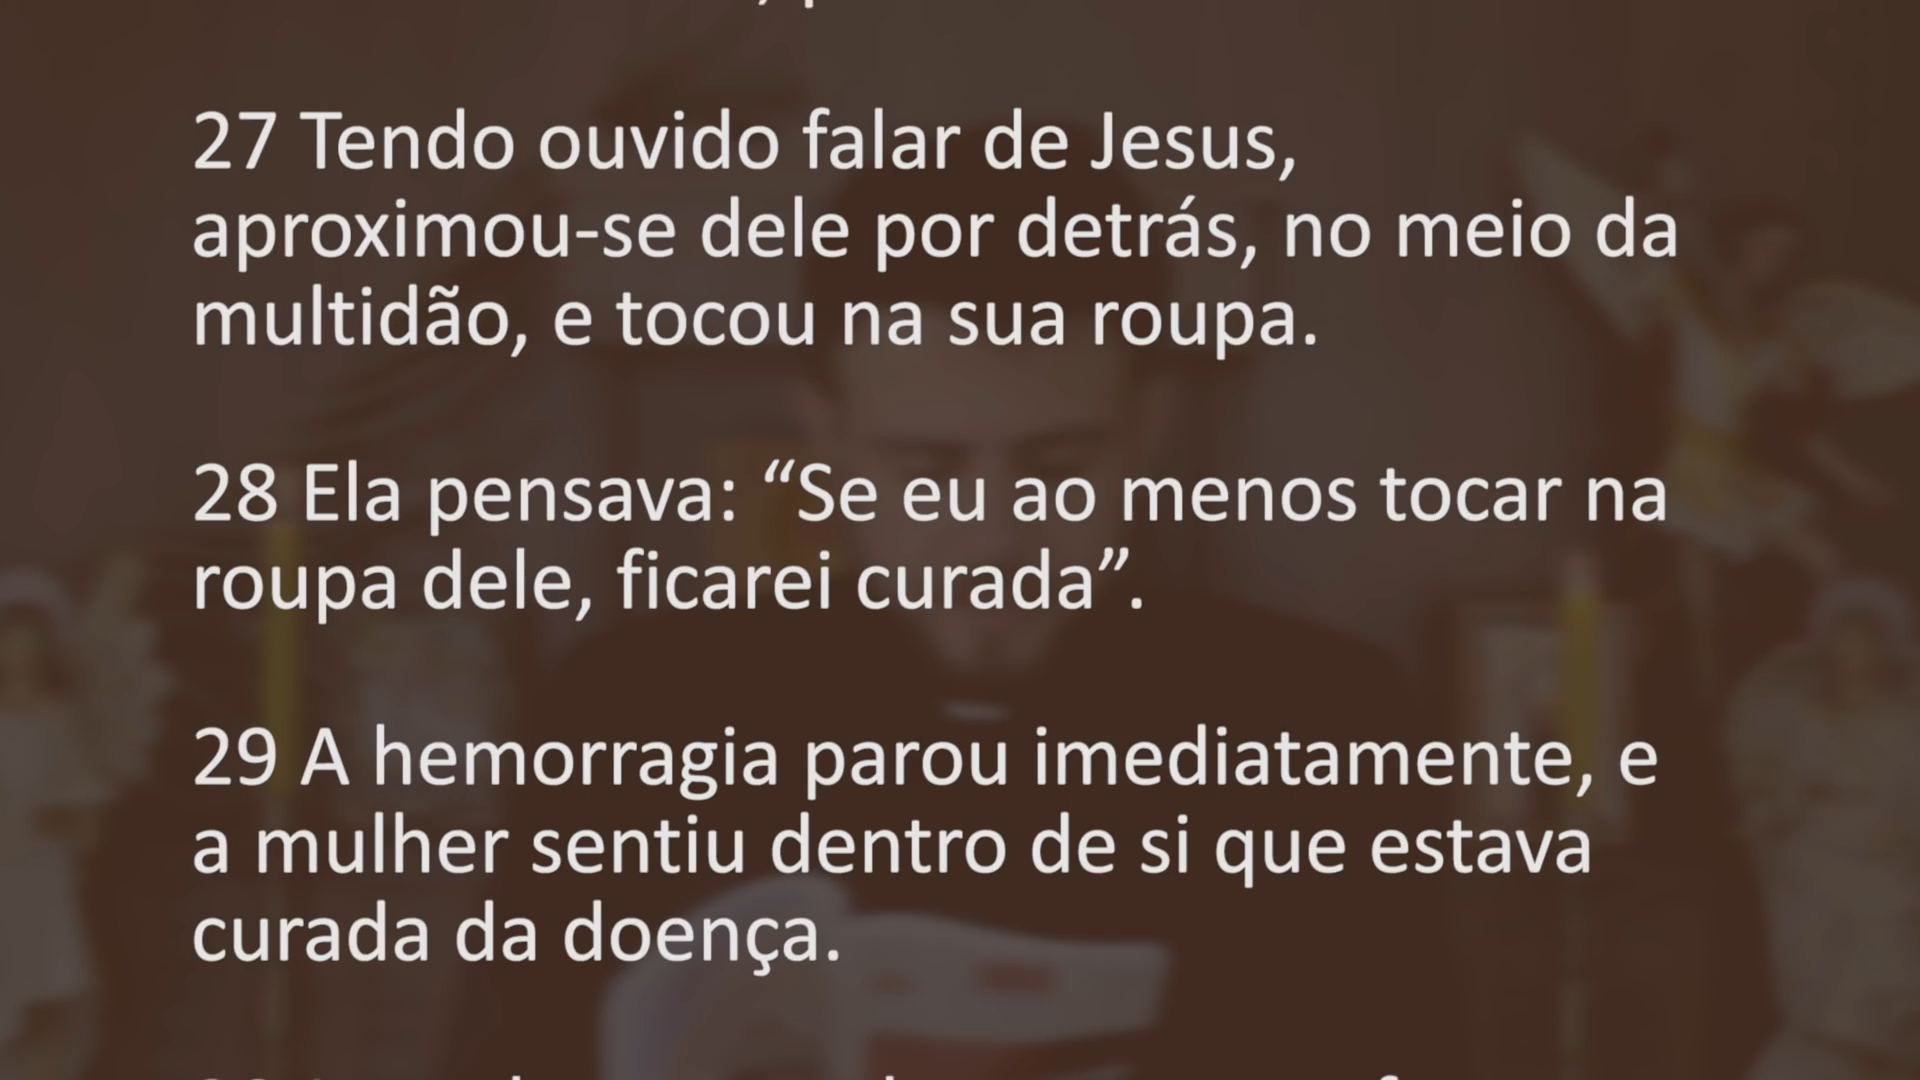 27 Tendo ouvido falar de Jesus,
aproximou-se dele por detrás, no meio da
multidão, e tocou na sua roupa.
28 Ela pensava: “Se eu ao menos tocar na
roupa dele, ficarei curada”.
29 A hemorragia parou imediatamente, e
a mulher sentiu dentro de si que estava
curada da doença.